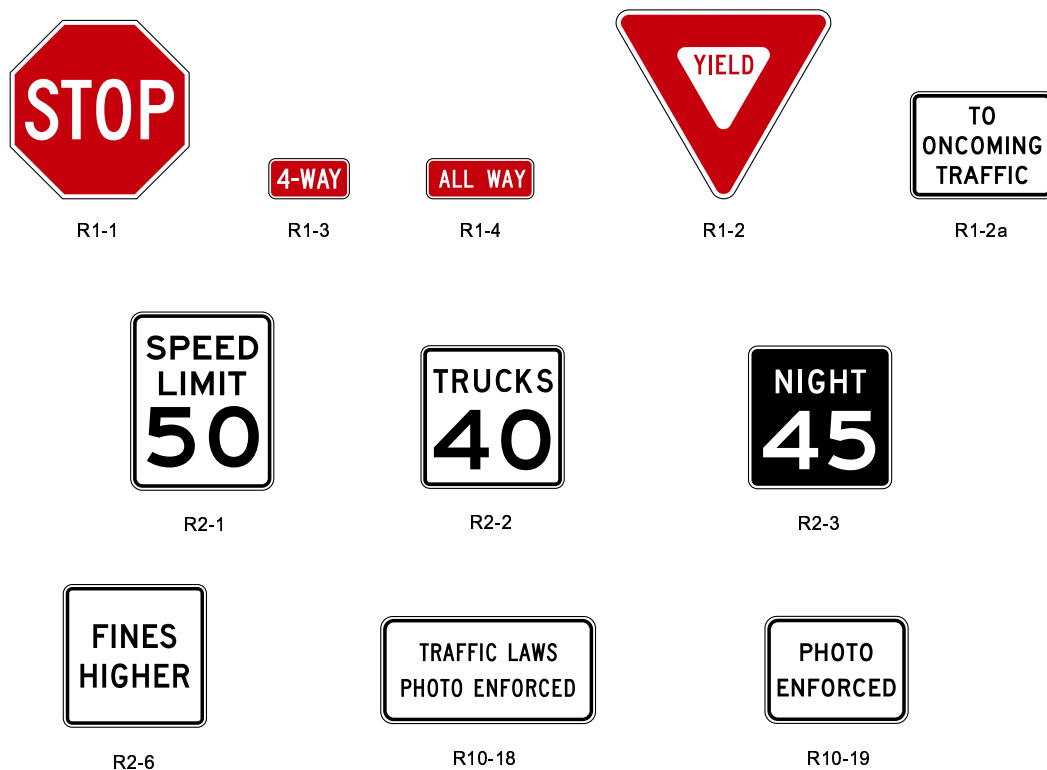 STOP
4-WAY
ALL WAY
YIELD
TO
ONCOMING
TRAFFIC
R1-1
R1-3
R1-4
R1-2
R1-2a
SPEED
LIMIT
50
TRUCKS
40
NIGHT
45
R2-1
R2-2
R2-3
FINES
HIGHER
TRAFFIC LAWS
PHOTO ENFORCED
PHOTO
ENFORCED
R2-6
R10-18
R10-19